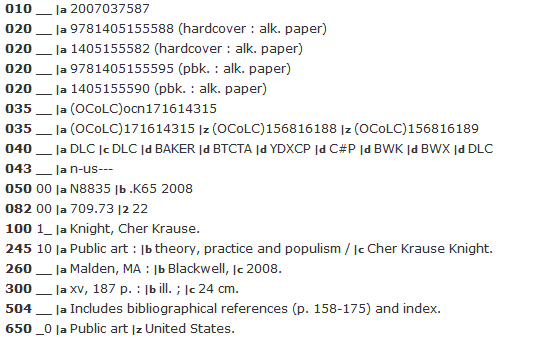 010 __ |a 2007037587
020 __ |a 9781405155588 (hardcover : alk. paper)
020 __ |a 1405155582 (hardcover : alk. paper)
020 __ |a 9781405155595 (pbk. : alk. paper)
020 __ |a 1405155590 (pbk. : alk. paper)
035 __ |a (OCoLC)ocn171614315
035 __ |a (OCoLC)171614315 |z (OCoLC)156816188 |z (OCoLC)156816189
040 __ |a DLC |c DLC |d BAKER |d BTCTA |d YDXCP |d C#P |d BWK |d BWX |d DLC
043 __ |a n-us---
050 00 |a N8835 |b .K65 2008
082 00 |a 709.73 |2 22
100 1_ |a Knight, Cher Krause.
245 10 |a Public art : |b theory, practice and populism / |c Cher Krause Knight.
260 __ |a Malden, MA : |b Blackwell, |c 2008.
300 __ |a xv, 187 p. : |b ill. ; |c 24 cm.
504 __ |a Includes bibliographical references (p. 158-175) and index.
650 _0 |a Public art |z United States.